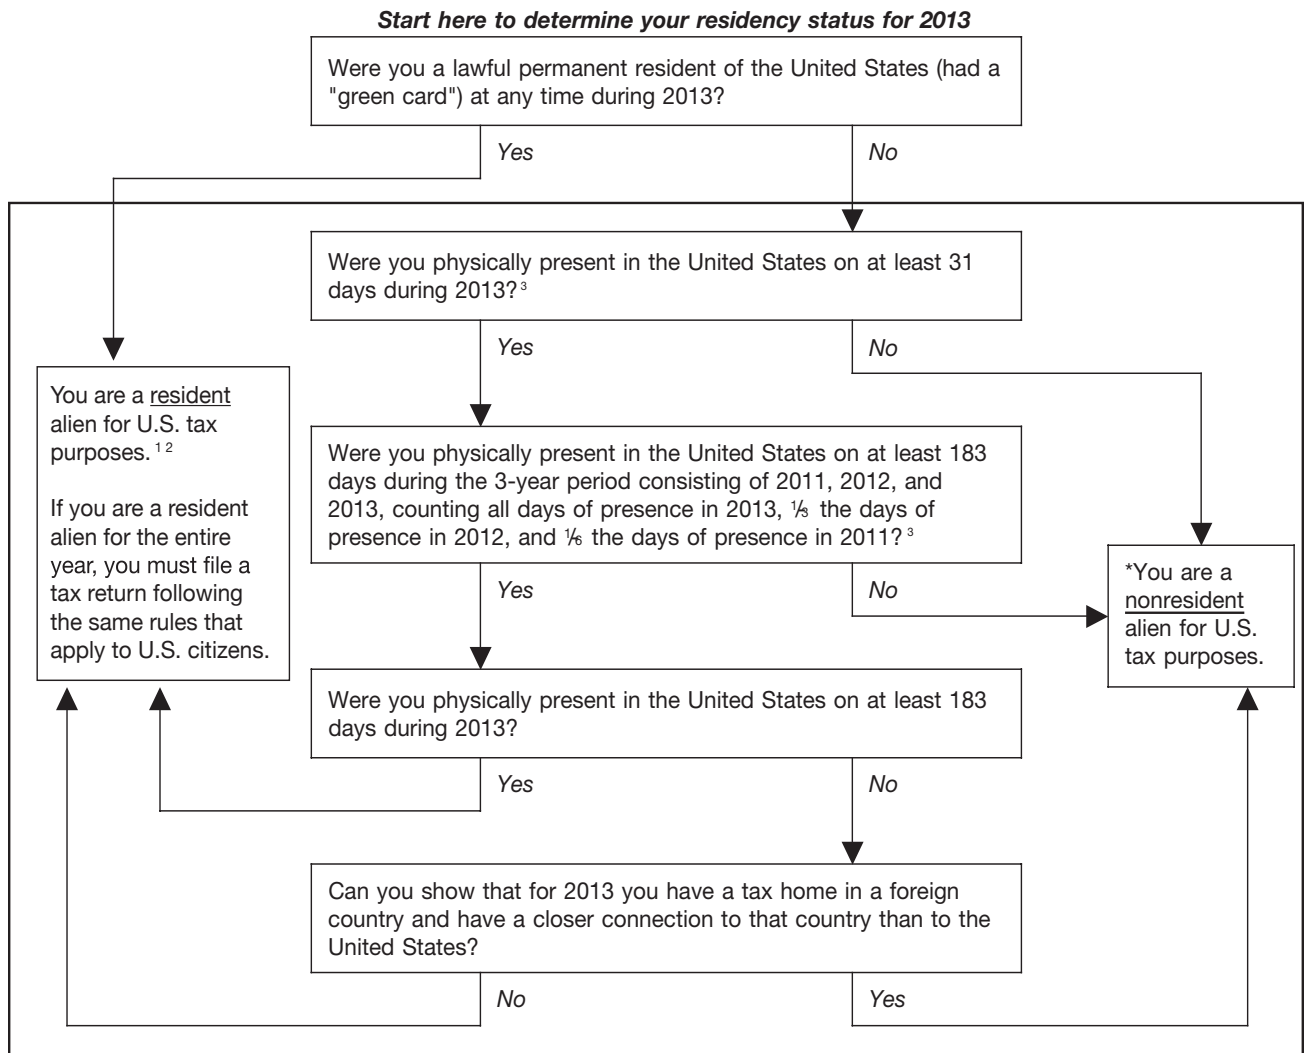 Start here to determine your residency status for 2013
Were you a lawful permanent resident of the United States (had a
"green card") at any time during 2013?
Yes
No
Were you physically present in the United States on at least 31
days during 2013? 3
Yes
No
You are a resident
alien for U.S. tax
purposes. 1 2
If you are a resident
alien for the entire
year, you must file a
tax return following
the same rules that
apply to U.S. citizens.
Were you physically present in the United States on at least 183
days during the 3-year period consisting of 2011, 2012, and
2013, counting all days of presence in 2013, 1/3 the days of
presence in 2012, and 1/6 the days of presence in 2011? 3
Yes
No
*You are a
nonresident
alien for U.S.
tax purposes.
Were you physically present in the United States on at least 183
days during 2013?
Yes
No
Can you show that for 2013 you have a tax home in a foreign
country and have a closer connection to that country than to the
United States?
No
Yes